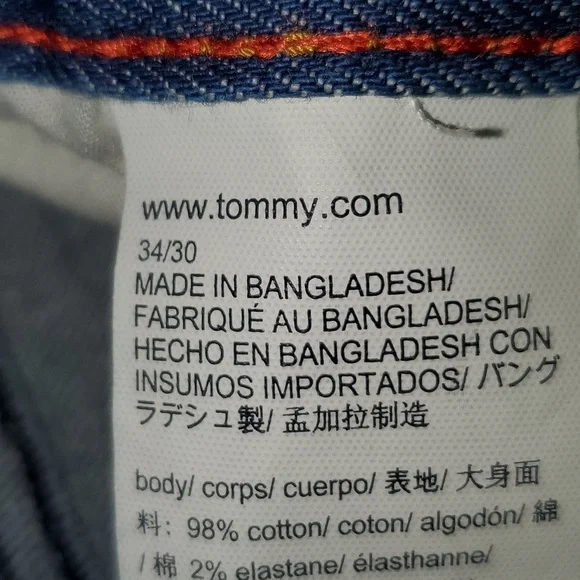 www.tommy.com
34/30
MADE IN BANGLADESH/
FABRIQUÉ AU BANGLADESH/
HECHO EN BANGLADESH CON
INSUMOS IMPORTADOS/ バング
ラデシュ製/ 孟加拉制造
body/ corps/ cuerpo/ 表地/ 大身面
料: 98% cotton/ coton/ algodón/ 綿
/ 棉 2% elastane/ élasthanne/